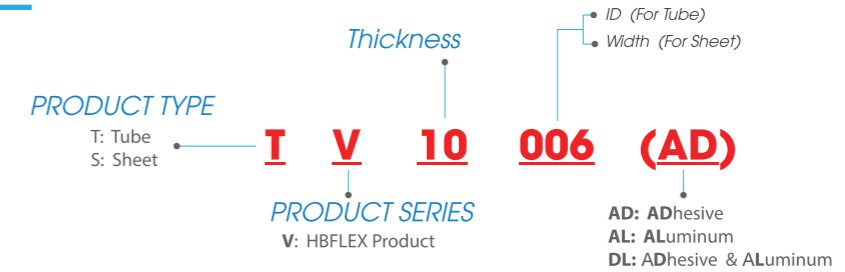 ID (For Tube)
Width (For Sheet)
Thickness
PRODUCT TYPE
T: Tube
S: Sheet
T V 10 006 (AD)
PRODUCT SERIES
V: HBFLEX Product
AD: ADhesive
AL: ALuminum
DL: ADhesive & ALuminum